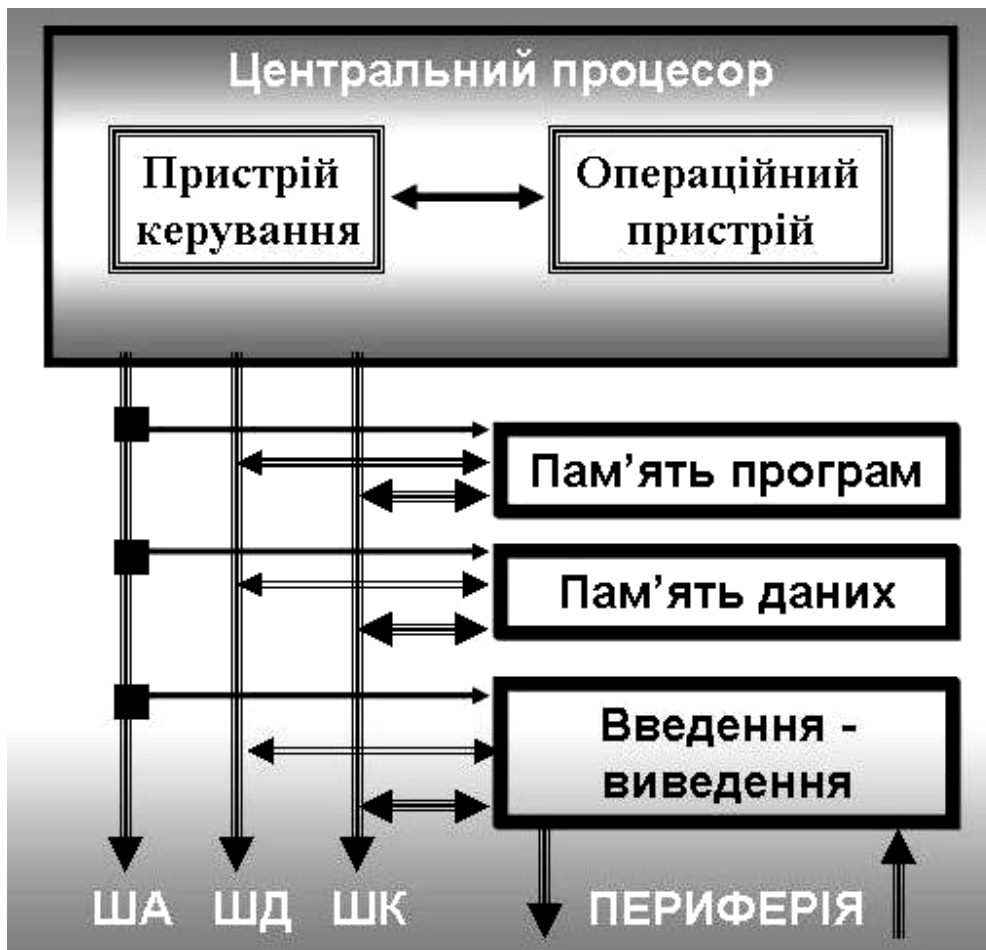 Центральний процесор
Пристрій
керування
Операційний
пристрій
Пам’ять програм
Пам’ять даних
Введення -
виведення
ША ШД ШК ПЕРИФЕРІЯ